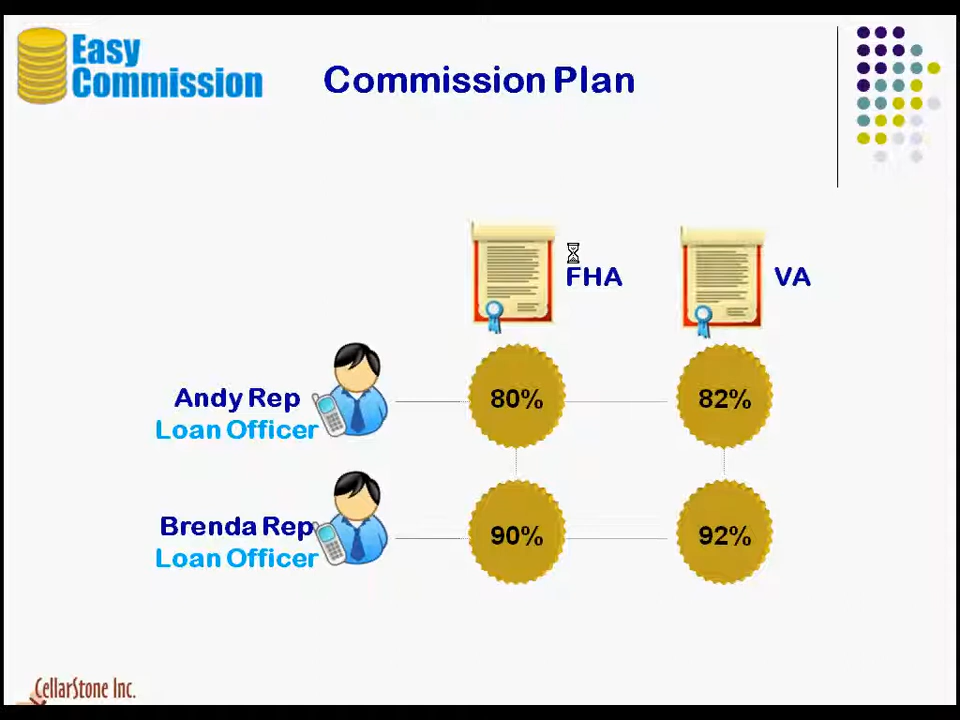 Easy
Commission
Commission Plan
FHA
VA
Andy Rep
Loan Officer
80%
82%
Brenda Rep
Loan Officer
90%
92%
CellarStone Inc.